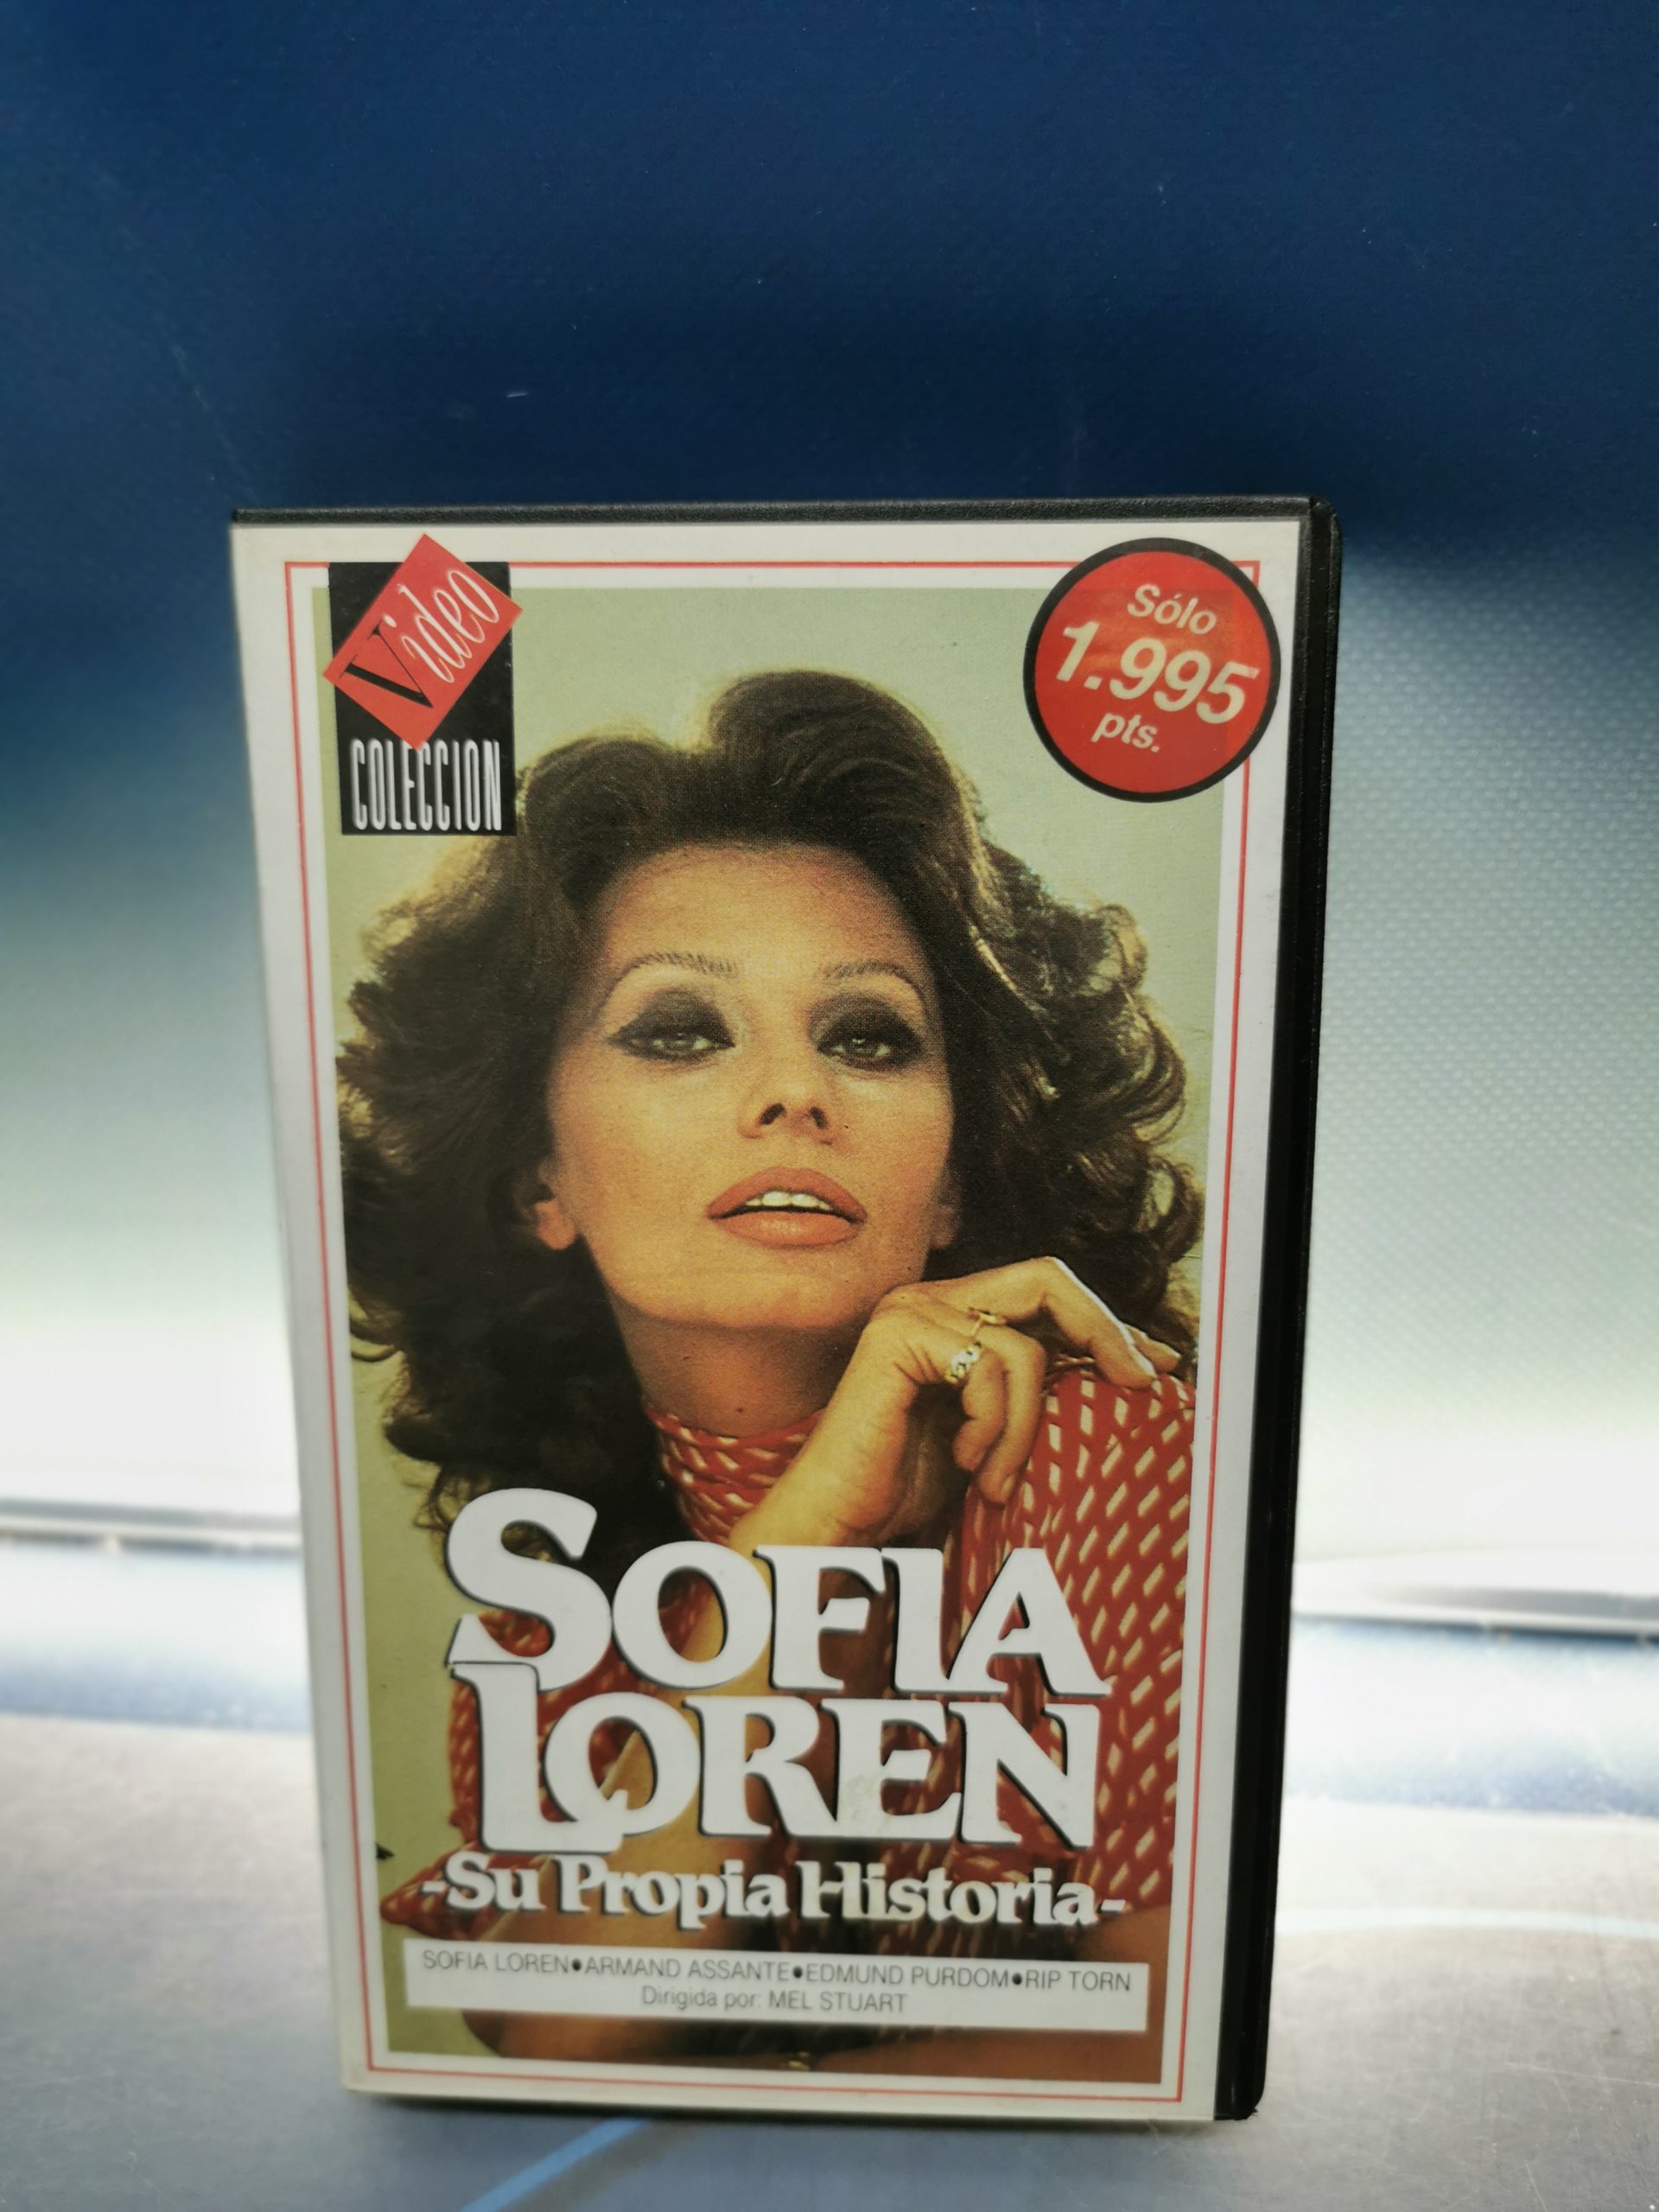 Video
COLECCION
Sólo
1.995
pts.
SOFIA
LOREN
-Su Propia Historia-
SOFIA LOREN•ARMAND ASSANTE•EDMUND PURDOM•RIP TORN
Dirigida por: MEL STUART